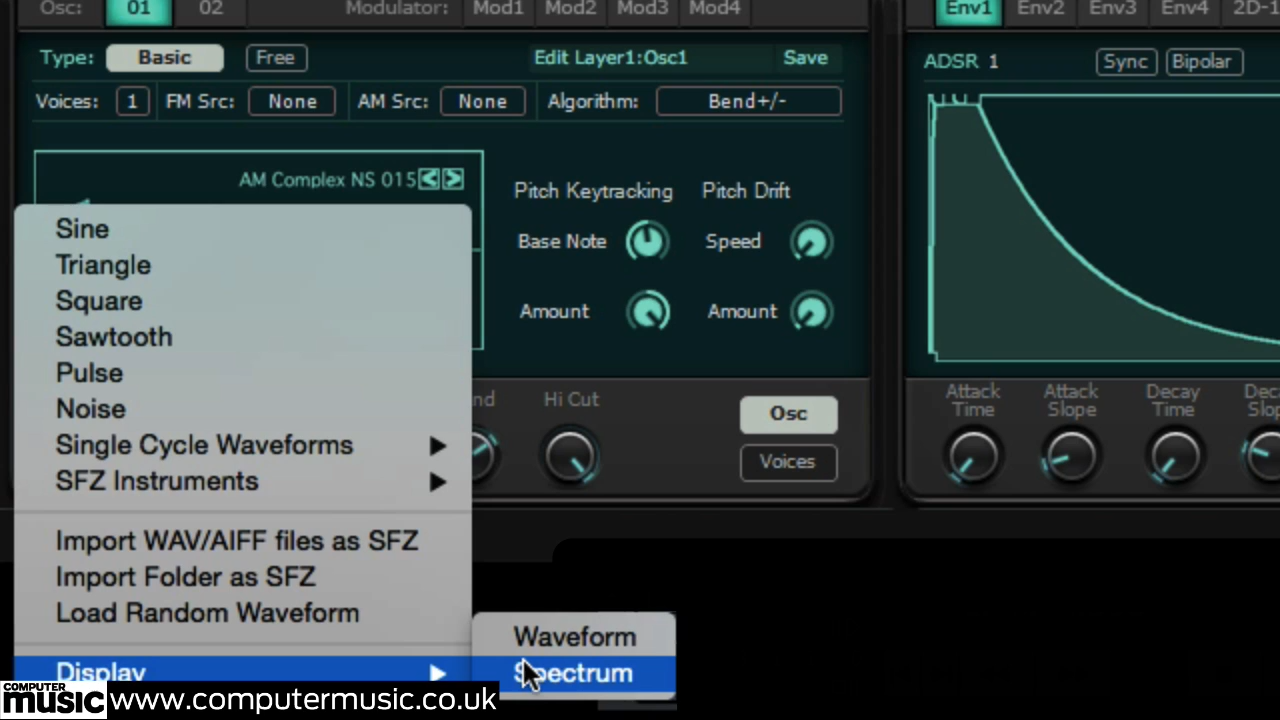 Osc: 01 02 Modulator: Mod1 Mod2 Mod3 Mod4
Env1 Env2 Env3 Env4 2D-1
Type: Basic Free Edit Layer1:Osc1 Save
ADSR 1 Sync Bipolar
Voices: 1 FM Src: None AM Src: None Algorithm: Bend+/-
AM Complex NS 015
Pitch Keytracking Pitch Drift
Base Note Speed
Amount Amount
Sine
Triangle
Square
Sawtooth
Pulse
Noise
Single Cycle Waveforms
SFZ Instruments
Import WAV/AIFF files as SFZ
Import Folder as SFZ
Load Random Waveform
Display
Waveform
Spectrum
nd Hi Cut
Osc
Voices
Attack Attack Decay Deca
Time Slope Time Slop
COMPUTER
music www.computermusic.co.uk